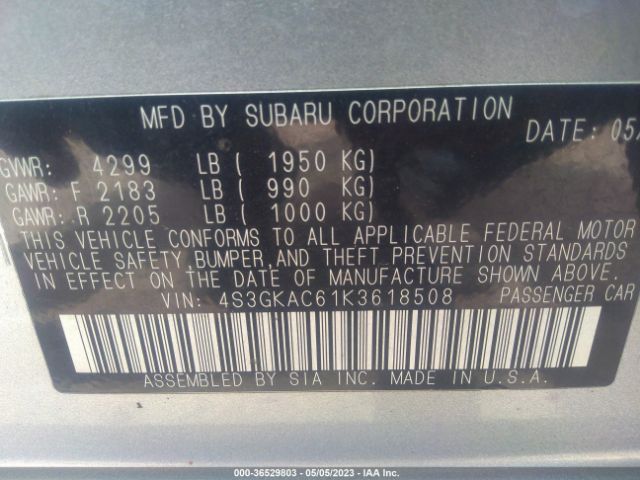 MFD BY SUBARU CORPORATION
DATE: 05/
GVWR: 4299 LB ( 1950 KG)
GAWR: F 2183 LB ( 990 KG)
GAWR: R 2205 LB ( 1000 KG)
THIS VEHICLE CONFORMS TO ALL APPLICABLE FEDERAL MOTOR
VEHICLE SAFETY BUMPER,AND THEFT PREVENTION STANDARDS
IN EFFECT ON THE DATE OF MANUFACTURE SHOWN ABOVE.
VIN: 4S3GKAC61K3618508 PASSENGER CAR
ASSEMBLED BY SIA INC. MADE IN U.S.A.
000-36529803 - 05/05/2023 - IAA Inc.